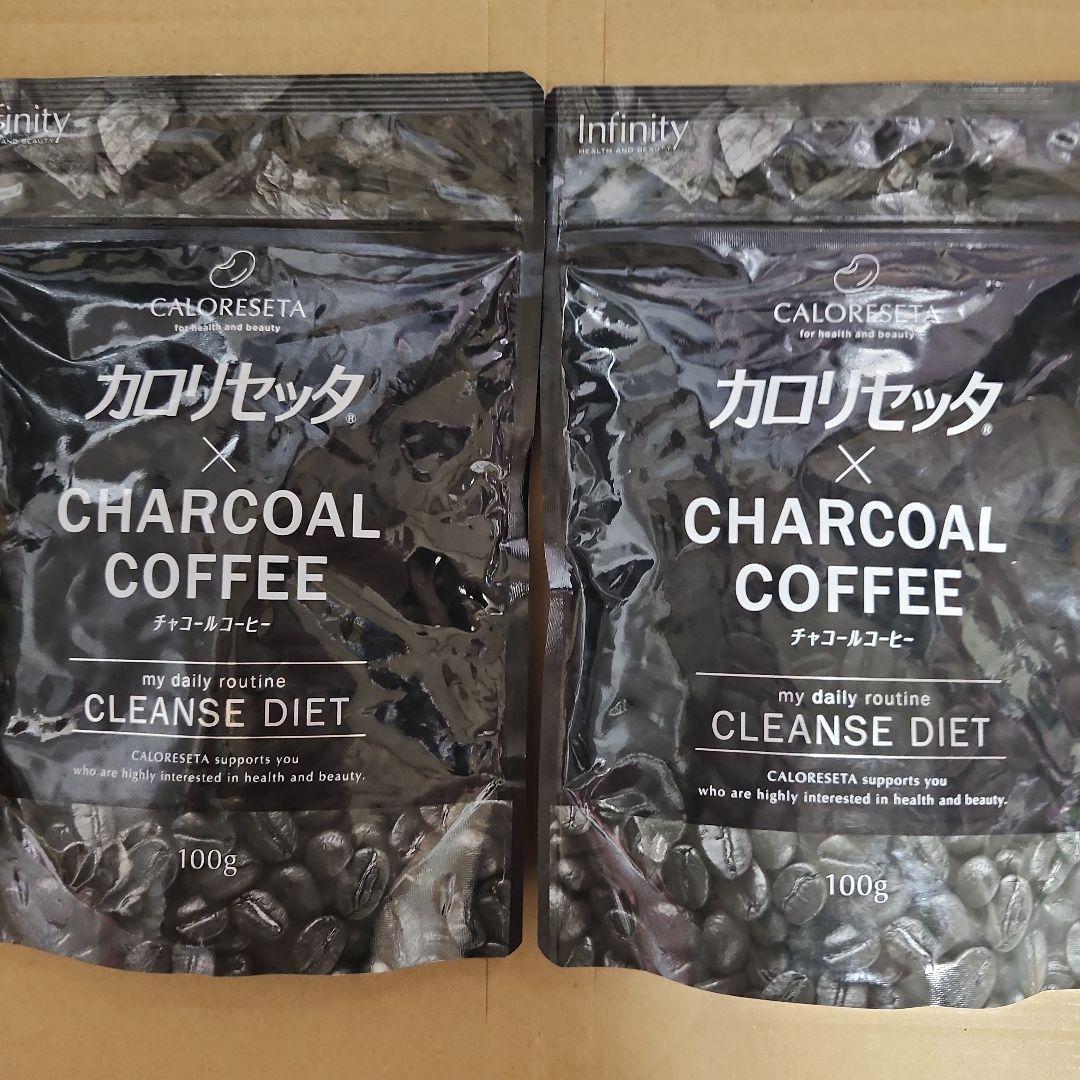 finity
AND BEAUTY
CALORESETA
for health and beauty
カロリセッタ®
×
CHARCOAL
COFFEE
チャコールコーヒー
my daily routine
CLEANSE DIET
CALORESETA supports you
who are highly interested in health and beauty.
100g
Infinity
HEALTH AND BEAUTY
CALORESETA
for health and beauty
カロリセッタ®
×
CHARCOAL
COFFEE
チャコールコーヒー
my daily routine
CLEANSE DIET
CALORESETA supports you
who are highly interested in health and beauty.
100g